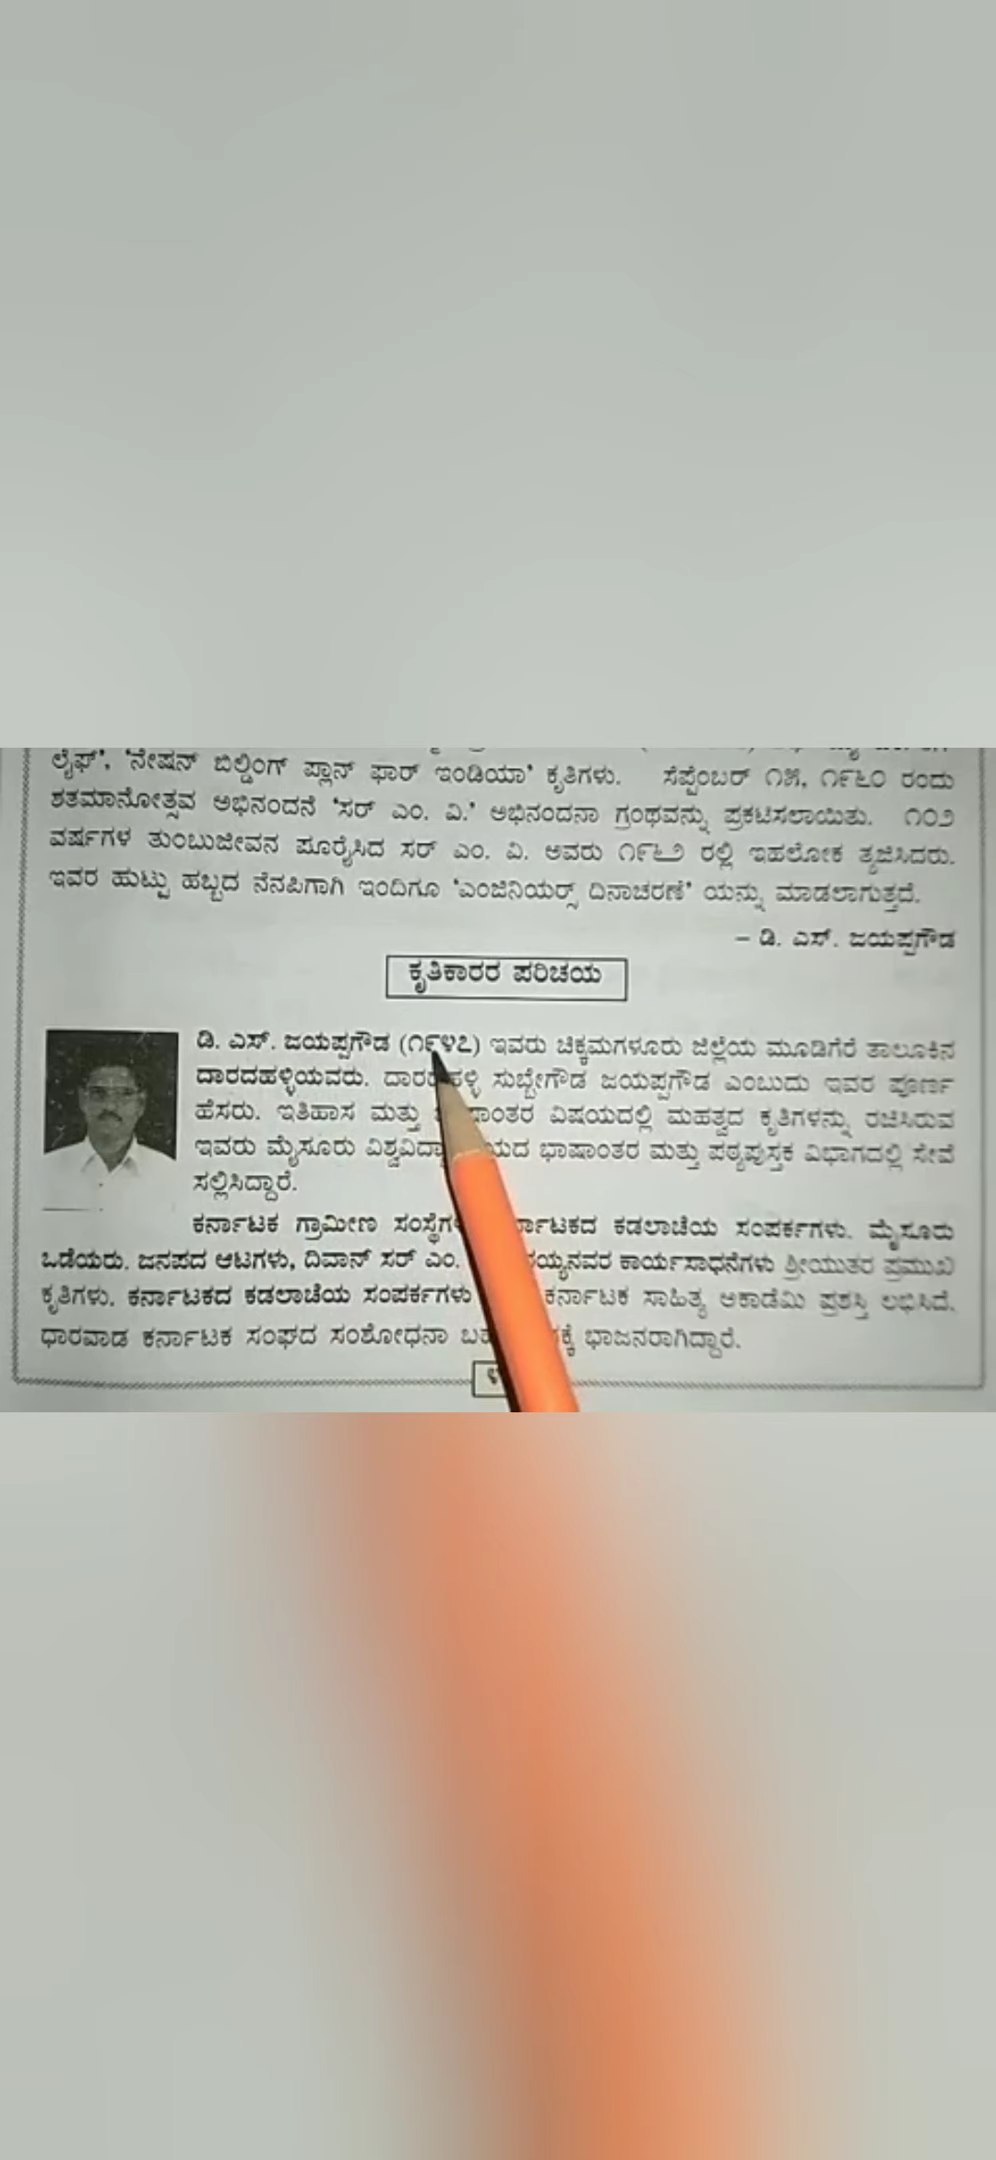 ಲೈಫ್', 'ನೇಷನ್ ಬಿಲ್ಡಿಂಗ್ ಪ್ಲಾನ್ ಫಾರ್ ಇಂಡಿಯಾ' ಕೃತಿಗಳು. ಸೆಪ್ಟೆಂಬರ್ ೧೫, ೧೯೬೦ ರಂದು
ಶತಮಾನೋತ್ಸವ ಅಭಿನಂದನೆ 'ಸರ್ ಎಂ. ವಿ.' ಅಭಿನಂದನಾ ಗ್ರಂಥವನ್ನು ಪ್ರಕಟಿಸಲಾಯಿತು. ೧೦೨
ವರ್ಷಗಳ ತುಂಬುಜೀವನ ಪೂರೈಸಿದ ಸರ್ ಎಂ. ವಿ. ಅವರು ೧೯೬೨ ರಲ್ಲಿ ಇಹಲೋಕ ತ್ಯಜಿಸಿದರು.
ಇವರ ಹುಟ್ಟು ಹಬ್ಬದ ನೆನಪಿಗಾಗಿ ಇಂದಿಗೂ 'ಎಂಜಿನಿಯರ್ಸ್ ದಿನಾಚರಣೆ' ಯನ್ನು ಮಾಡಲಾಗುತ್ತದೆ.
– ಡಿ. ಎಸ್. ಜಯಪ್ಪಗೌಡ
ಕೃತಿಕಾರರ ಪರಿಚಯ
ಡಿ. ಎಸ್. ಜಯಪ್ಪಗೌಡ (೧೯೪೭) ಇವರು ಚಿಕ್ಕಮಗಳೂರು ಜಿಲ್ಲೆಯ ಮೂಡಿಗೆರೆ ತಾಲೂಕಿನ
ದಾರದಹಳ್ಳಿಯವರು. ದಾರದಹಳ್ಳಿ ಸುಬ್ಬೇಗೌಡ ಜಯಪ್ಪಗೌಡ ಎಂಬುದು ಇವರ ಪೂರ್ಣ
ಹೆಸರು. ಇತಿಹಾಸ ಮತ್ತು ವಿಷಯದಲ್ಲಿ ಮಹತ್ವದ ಕೃತಿಗಳನ್ನು ರಚಿಸಿರುವ
ಇವರು ಮೈಸೂರು ಭಾಷಾಂತರ ಮತ್ತು ಪಠ್ಯಪುಸ್ತಕ ವಿಭಾಗದಲ್ಲಿ ಸೇವೆ
ಸಲ್ಲಿಸಿದ್ದಾರೆ.
ಕರ್ನಾಟಕ ಗ್ರಾಮೀಣ ಕಡಲಾಚೆಯ ಸಂಪರ್ಕಗಳು. ಮೈಸೂರು
ಒಡೆಯರು. ಜನಪದ ಆಟಗಳು, ದಿವಾನ್ ಸರ್ ಎಂ. ಕಾರ್ಯಸಾಧನೆಗಳು ಶ್ರೀಯುತರ ಪ್ರಮುಖ
ಕೃತಿಗಳು. ಕರ್ನಾಟಕದ ಕಡಲಾಚೆಯ ಸಂಪರ್ಕಗಳು ಕರ್ನಾಟಕ ಸಾಹಿತ್ಯ ಅಕಾಡೆಮಿ ಪ್ರಶಸ್ತಿ ಲಭಿಸಿದೆ.
ಧಾರವಾಡ ಕರ್ನಾಟಕ ಸಂಘದ ಸಂಶೋಧನಾ ಭಾಜನರಾಗಿದ್ದಾರೆ.